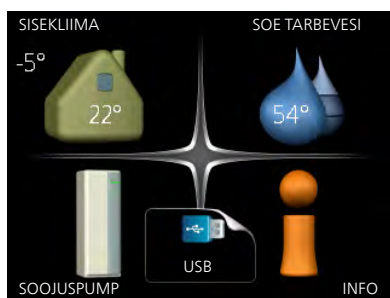 SISEKLIIMA
SOE TARBEVESI
-5°
22°
54°
USB
SOOJUSPUMP
INFO